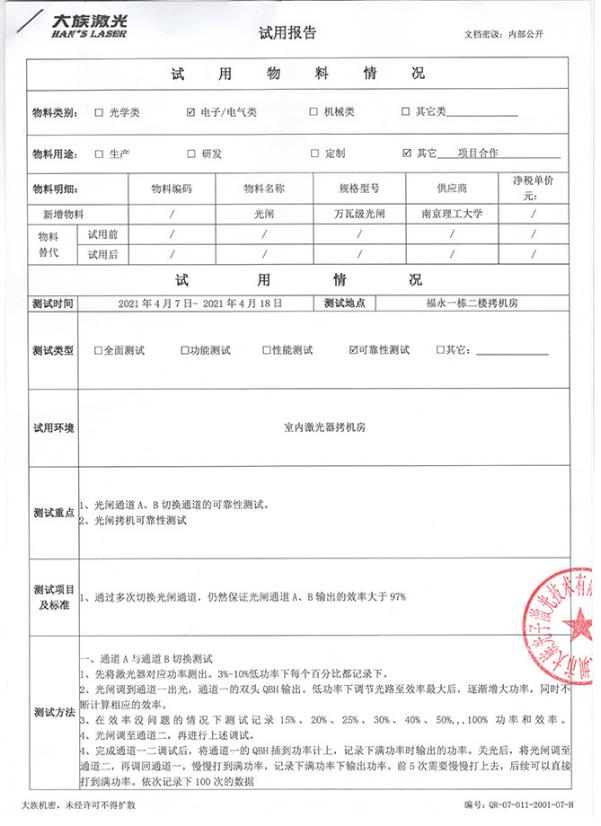 大族激光
HAN'S LASER
试用报告
文档密级：内部公开
试 用 物 料 情 况
物料类别： □ 光学类 ☑ 电子/电气类 □ 机械类 □ 其它类
物料用途： □ 生产 □ 研发 □ 定制 ☑ 其它 项目合作
物料明细： 物料编码 物料名称 规格型号 供应商 净税单价元：
新增物料 / 光闸 万瓦级光闸 南京理工大学 /
物料替代 试用前 / / / / /
试用后 / / / / /
试 用 情 况
测试时间 2021 年 4 月 7 日- 2021 年 4 月 18 日 测试地点 福永一栋二楼拷机房
测试类型 □全面测试 □功能测试 □性能测试 ☑可靠性测试 □其它：
试用环境 室内激光器拷机房
测试重点
1、光闸通道 A、B 切换通道的可靠性测试。
2、光闸拷机可靠性测试
测试项目及标准
1、通过多次切换光闸通道，仍然保证光闸通道 A、B 输出的效率大于 97%
测试方法
一、通道 A 与通道 B 切换测试
1、先将激光器对应功率测出。3%-10%低功率下每个百分比都记录下。
2、光闸调到通道一出光，通道一的双头 QBH 输出。低功率下调节光路至效率最大后，逐渐增大功率，同时不
断计算相应的效率。
3、在效率没问题的情况下测试记录 15%、20%、25%、30%、40%、50%,,,100% 功率和效率。
4、光闸调至通道二，再进行上述调试。
4、完成通道一二调试后，将通道一的 QBH 插到功率计上，记录下满功率时输出的功率。关光后，将光闸调至
通道二，再调回通道一，慢慢打到满功率，记录下满功率下输出功率。前 5 次需要慢慢打上去，后续可以直接
打到满功率。依次记录下 100 次的数据
大族机密，未经许可不得扩散
编号：QR-07-011-2001-07-H